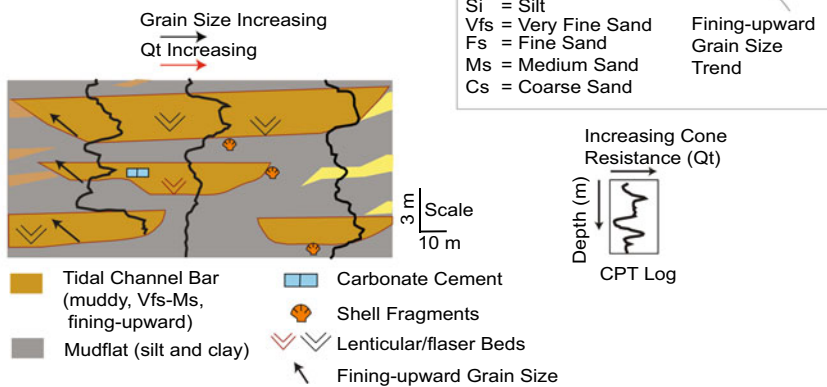 Grain Size Increasing
Qt Increasing
Si = Silt
Vfs = Very Fine Sand
Fs = Fine Sand
Ms = Medium Sand
Cs = Coarse Sand
Fining-upward
Grain Size
Trend
3 m
Scale
10 m
Increasing Cone
Resistance (Qt)
Depth (m)
CPT Log
Tidal Channel Bar
(muddy, Vfs-Ms,
fining-upward)
Mudflat (silt and clay)
Carbonate Cement
Shell Fragments
Lenticular/flaser Beds
Fining-upward Grain Size